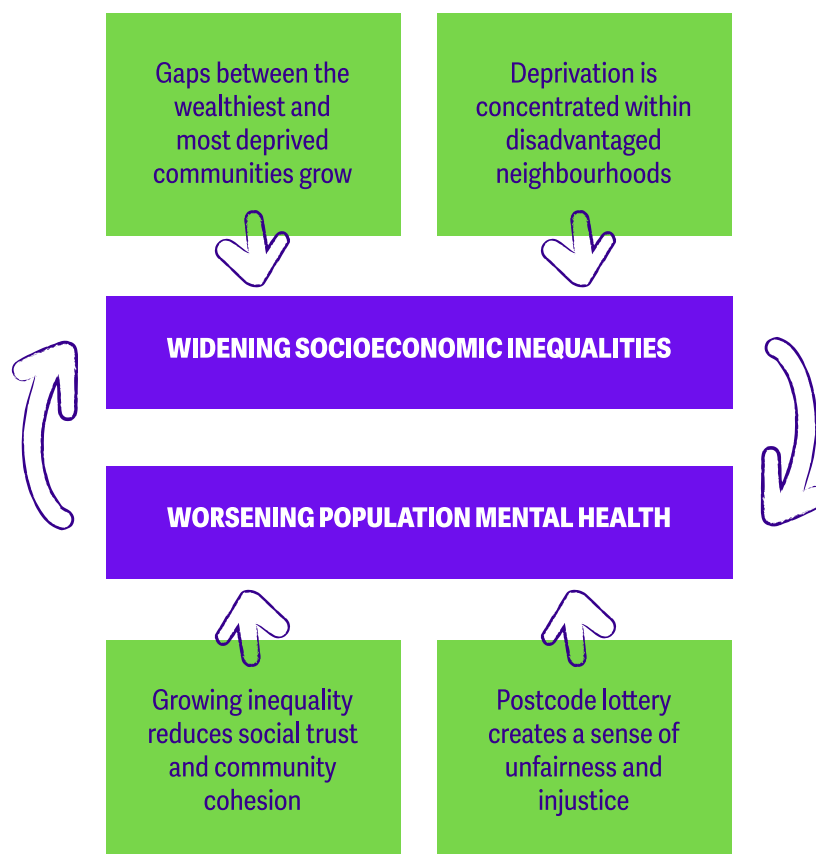 Gaps between the
wealthiest and
most deprived
communities grow
Deprivation is
concentrated within
disadvantaged
neighbourhoods
WIDENING SOCIOECONOMIC INEQUALITIES
WORSENING POPULATION MENTAL HEALTH
Growing inequality
reduces social trust
and community
cohesion
Postcode lottery
creates a sense of
unfairness and
injustice